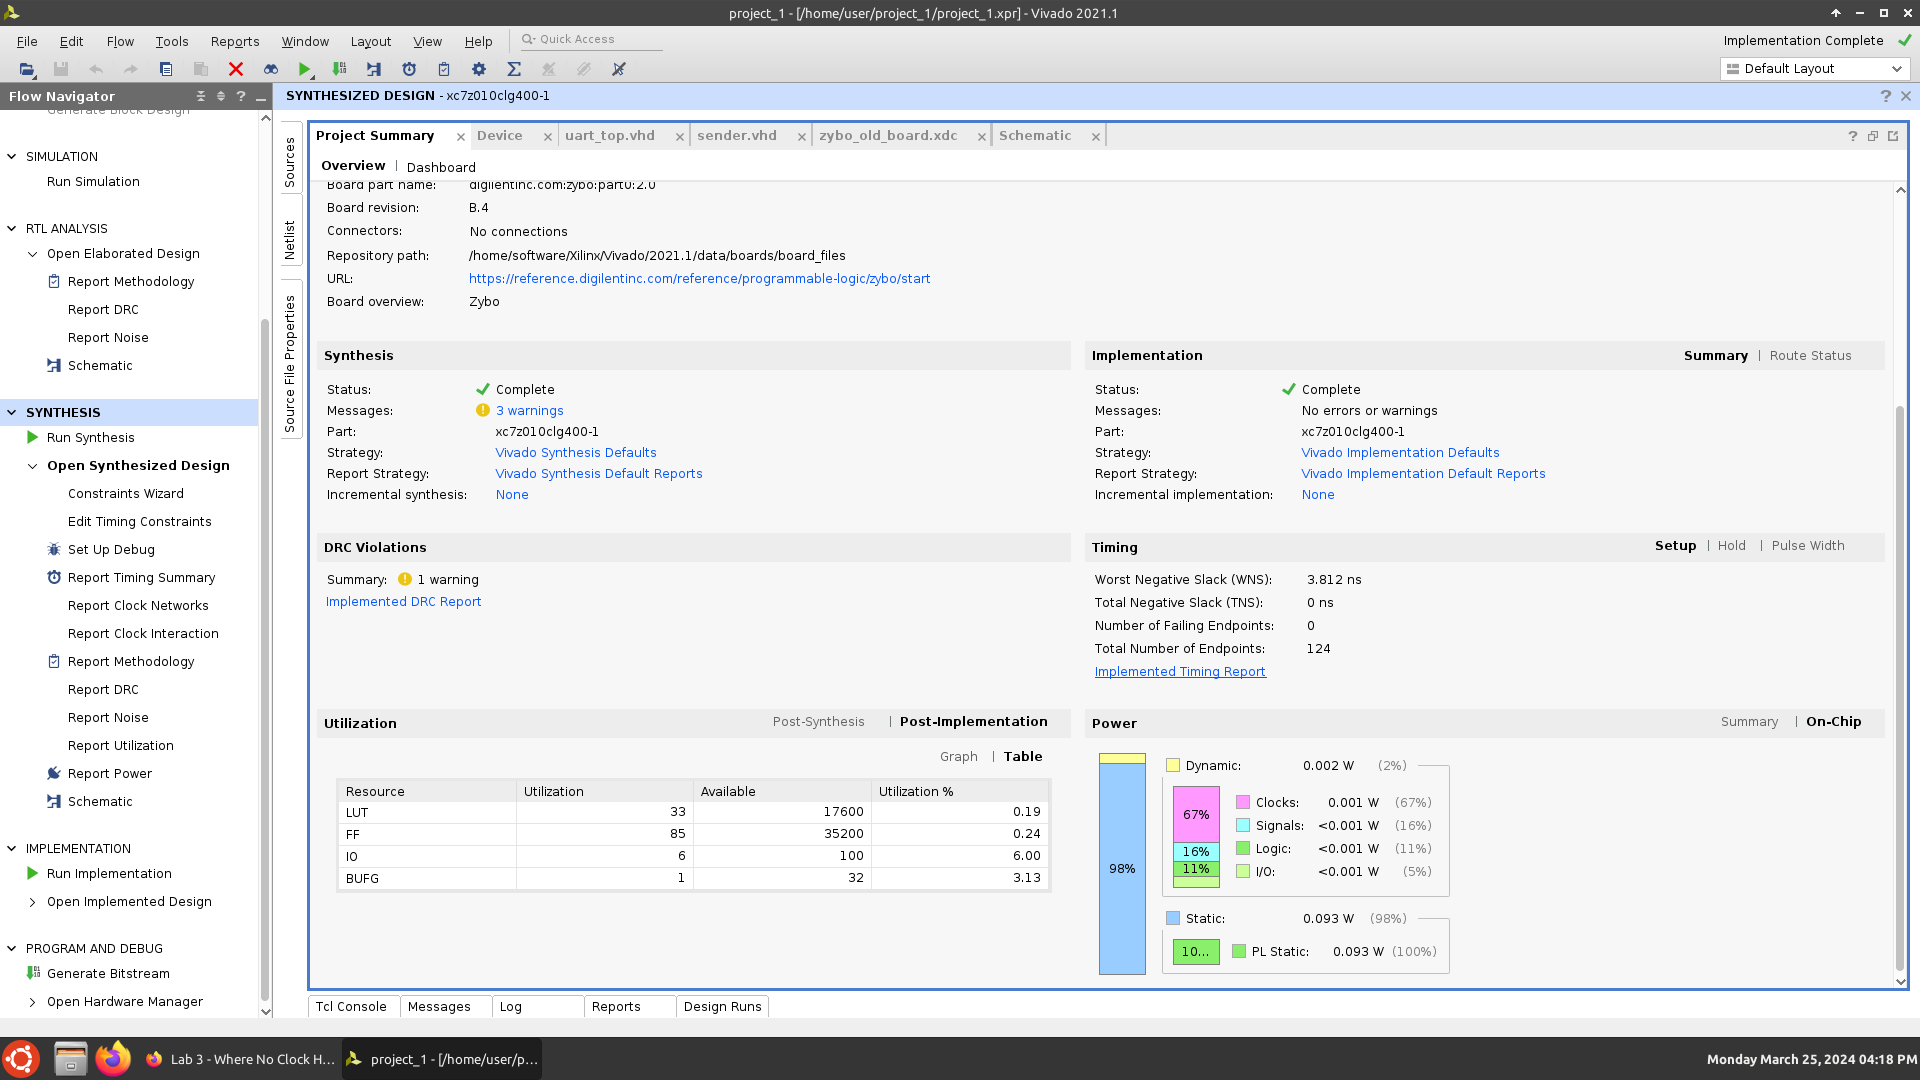 project_1 - [/home/user/project_1/project_1.xpr] - Vivado 2021.1
File Edit Flow Tools Reports Window Layout View Help Quick Access
Implementation Complete
Default Layout
Flow Navigator
SYNTHESIZED DESIGN - xc7z010clg400-1
Generate Block Design
SIMULATION
Run Simulation
RTL ANALYSIS
Open Elaborated Design
Report Methodology
Report DRC
Report Noise
Schematic
SYNTHESIS
Run Synthesis
Open Synthesized Design
Constraints Wizard
Edit Timing Constraints
Set Up Debug
Report Timing Summary
Report Clock Networks
Report Clock Interaction
Report Methodology
Report DRC
Report Noise
Report Utilization
Report Power
Schematic
IMPLEMENTATION
Run Implementation
Open Implemented Design
PROGRAM AND DEBUG
Generate Bitstream
Open Hardware Manager
Sources
Netlist
Source File Properties
Project Summary Device uart_top.vhd sender.vhd zybo_old_board.xdc Schematic
Overview | Dashboard
Board part name: digilentinc.com:zybo:part0:2.0
Board revision: B.4
Connectors: No connections
Repository path: /home/software/Xilinx/Vivado/2021.1/data/boards/board_files
URL: https://reference.digilentinc.com/reference/programmable-logic/zybo/start
Board overview: Zybo
Synthesis
Status: Complete
Messages: 3 warnings
Part: xc7z010clg400-1
Strategy: Vivado Synthesis Defaults
Report Strategy: Vivado Synthesis Default Reports
Incremental synthesis: None
Implementation Summary | Route Status
Status: Complete
Messages: No errors or warnings
Part: xc7z010clg400-1
Strategy: Vivado Implementation Defaults
Report Strategy: Vivado Implementation Default Reports
Incremental implementation: None
DRC Violations
Summary: 1 warning
Implemented DRC Report
Timing Setup | Hold | Pulse Width
Worst Negative Slack (WNS): 3.812 ns
Total Negative Slack (TNS): 0 ns
Number of Failing Endpoints: 0
Total Number of Endpoints: 124
Implemented Timing Report
Utilization Post-Synthesis | Post-Implementation
Graph | Table
Resource Utilization Available Utilization %
LUT 33 17600 0.19
FF 85 35200 0.24
IO 6 100 6.00
BUFG 1 32 3.13
Power Summary | On-Chip
98%
Dynamic: 0.002 W (2%)
67% Clocks: 0.001 W (67%)
16% Signals: <0.001 W (16%)
11% Logic: <0.001 W (11%)
I/O: <0.001 W (5%)
Static: 0.093 W (98%)
10... PL Static: 0.093 W (100%)
Tcl Console Messages Log Reports Design Runs
Lab 3 - Where No Clock H... project_1 - [/home/user/p... Monday March 25, 2024 04:18 PM